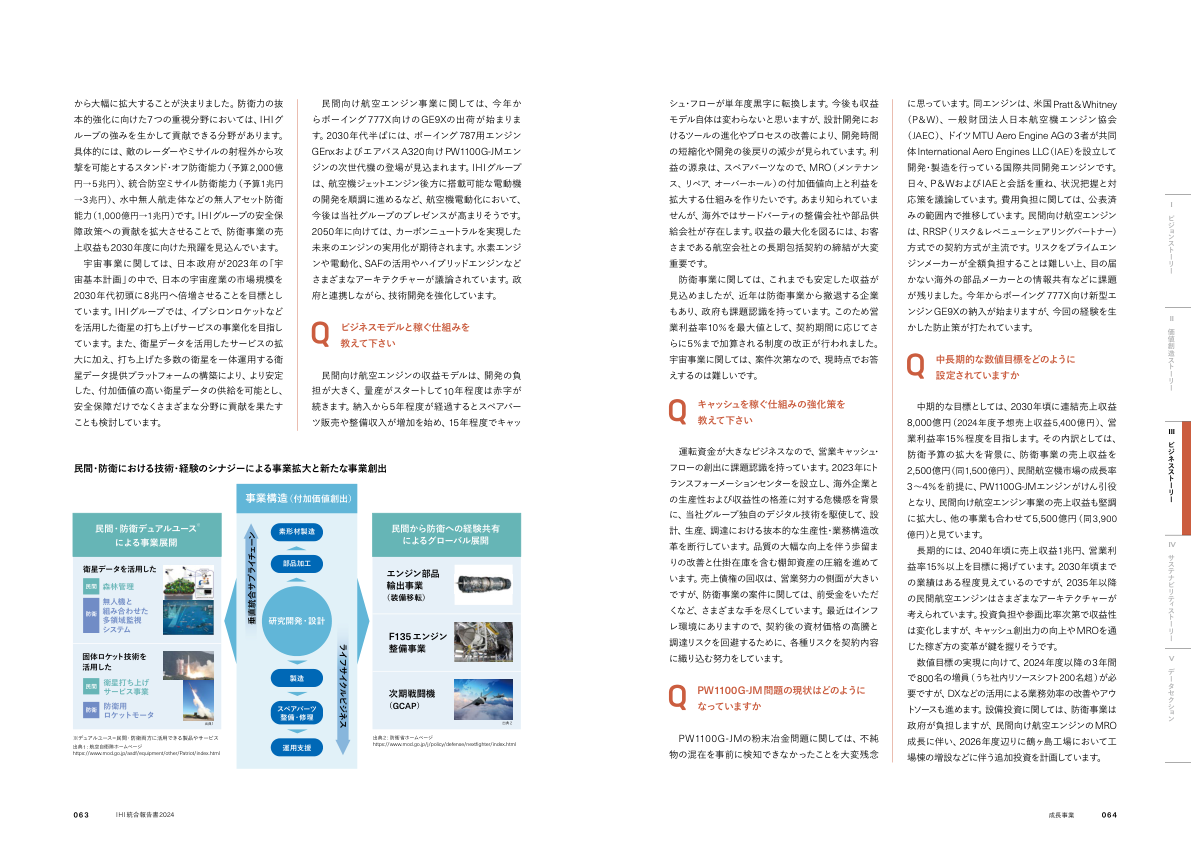 から大幅に拡大することが決まりました。防衛力の抜
本的強化に向けた7つの重視分野においては、IHIグ
ループの強みを生かして貢献できる分野があります。
具体的には、敵のレーダーやミサイルの射程外から攻
撃を可能とするスタンド・オフ防衛能力(予算2,000億
円→5兆円)、統合防空ミサイル防衛能力(予算1兆円
→3兆円)、水中無人航走体などの無人アセット防衛
能力(1,000億円→1兆円)です。IHIグループの安全保
障政策への貢献を拡大させることで、防衛事業の売
上収益も2030年度に向けた飛躍を見込んでいます。
宇宙事業に関しては、日本政府が2023年の「宇
宙基本計画」の中で、日本の宇宙産業の市場規模を
2030年代初頭に8兆円へ倍増させることを目標とし
ています。IHIグループでは、イプシロンロケットなど
を活用した衛星の打ち上げサービスの事業化を目指し
ています。また、衛星データを活用したサービスの拡
大に加え、打ち上げた多数の衛星を一体運用する衛
星データ提供プラットフォームの構築により、より安定
した、付加価値の高い衛星データの供給を可能とし、
安全保障だけでなくさまざまな分野に貢献を果たす
ことも検討しています。
民間向け航空エンジン事業に関しては、今年か
らボーイング777X向けのGE9Xの出荷が始まりま
す。2030年代半ばには、ボーイング787用エンジン
GEnxおよびエアバスA320向けPW1100G-JMエン
ジンの次世代機の登場が見込まれます。IHIグループ
は、航空機ジェットエンジン後方に搭載可能な電動機
の開発を順調に進めるなど、航空機電動化において、
今後は当社グループのプレゼンスが高まりそうです。
2050年に向けては、カーボンニュートラルを実現した
未来のエンジンの実用化が期待されます。水素エンジ
ンや電動化、SAFの活用やハイブリッドエンジンなど
さまざまなアーキテクチャーが議論されています。政
府と連携しながら、技術開発を強化しています。
Q ビジネスモデルと稼ぐ仕組みを
教えて下さい
民間向け航空エンジンの収益モデルは、開発の負
担が大きく、量産がスタートして10年程度は赤字が
続きます。納入から5年程度が経過するとスペアパー
ツ販売や整備収入が増加を始め、15年程度でキャッ
民間・防衛における技術・経験のシナジーによる事業拡大と新たな事業創出
民間・防衛デュアルユース※
による事業展開
衛星データを活用した
民間 森林管理
防衛 無人機と
組み合わせた
多領域監視
システム
固体ロケット技術を
活用した
民間 衛星打ち上げ
サービス事業
防衛 防衛用
ロケットモータ
出典1
事業構造(付加価値創出)
垂直統合サプライチェーン
素形材製造
部品加工
研究開発・設計
製造
スペアパーツ
整備・修理
運用支援
ライフサイクルビジネス
民間から防衛への経験共有
によるグローバル展開
エンジン部品
輸出事業
(装備移転)
F135エンジン
整備事業
次期戦闘機
(GCAP)
出典2
※デュアルユース=民間・防衛両方に活用できる製品やサービス
出典1: 航空自衛隊ホームページ
https://www.mod.go.jp/asdf/equipment/other/Patriot/index.html
出典2: 防衛省ホームページ
https://www.mod.go.jp/j/policy/defense/nextfighter/index.html
063 IHI統合報告書2024
シュ・フローが単年度黒字に転換します。今後も収益
モデル自体は変わらないと思いますが、設計開発にお
けるツールの進化やプロセスの改善により、開発時間
の短縮化や開発の後戻りの減少が見られています。利
益の源泉は、スペアパーツなので、MRO(メンテナン
ス、リペア、オーバーホール)の付加価値向上と利益を
拡大する仕組みを作りたいです。あまり知られていま
せんが、海外ではサードパーティの整備会社や部品供
給会社が存在します。収益の最大化を図るには、お客
さまである航空会社との長期包括契約の締結が大変
重要です。
防衛事業に関しては、これまでも安定した収益が
見込めましたが、近年は防衛事業から撤退する企業
もあり、政府も課題認識を持っています。このため営
業利益率10%を最大値として、契約期間に応じてさ
らに5%まで加算される制度の改正が行われました。
宇宙事業に関しては、案件次第なので、現時点でお答
えするのは難しいです。
Q キャッシュを稼ぐ仕組みの強化策を
教えて下さい
運転資金が大きなビジネスなので、営業キャッシュ・
フローの創出に課題認識を持っています。2023年にト
ランスフォーメーションセンターを設立し、海外企業と
の生産性および収益性の格差に対する危機感を背景
に、当社グループ独自のデジタル技術を駆使して、設
計、生産、調達における抜本的な生産性・業務構造改
革を断行しています。品質の大幅な向上を伴う歩留ま
りの改善と仕掛在庫を含む棚卸資産の圧縮を進めて
います。売上債権の回収は、営業努力の側面が大きい
ですが、防衛事業の案件に関しては、前受金をいただ
くなど、さまざまな手を尽くしています。最近はインフ
レ環境にありますので、契約後の資材価格の高騰と
調達リスクを回避するために、各種リスクを契約内容
に織り込む努力をしています。
Q PW1100G-JM問題の現状はどのように
なっていますか
PW1100G-JMの粉末冶金問題に関しては、不純
物の混在を事前に検知できなかったことを大変残念
に思っています。同エンジンは、米国Pratt & Whitney
(P&W)、一般財団法人日本航空機エンジン協会
(JAEC)、ドイツMTU Aero Engine AGの3者が共同
体International Aero Engines LLC(IAE)を設立して
開発・製造を行っている国際共同開発エンジンです。
日々、P&WおよびIAEと会話を重ね、状況把握と対
応策を議論しています。費用負担に関しては、公表済
みの範囲内で推移しています。民間向け航空エンジン
は、RRSP(リスク&レベニューシェアリングパートナー)
方式での契約方式が主流です。リスクをプライムエン
ジンメーカーが全額負担することは難しい上、目の届
かない海外の部品メーカーとの情報共有などに課題
が残りました。今年からボーイング777X向け新型エ
ンジンGE9Xの納入が始まりますが、今回の経験を生
かした防止策が打たれています。
Q 中長期的な数値目標をどのように
設定されていますか
中期的な目標としては、2030年頃に連結売上収益
8,000億円(2024年度予想売上収益5,400億円)、営
業利益率15%程度を目指します。その内訳としては、
防衛予算の拡大を背景に、防衛事業の売上収益を
2,500億円(同1,500億円)、民間航空機市場の成長率
3〜4%を前提に、PW1100G-JMエンジンがけん引役
となり、民間向け航空エンジン事業の売上収益も堅調
に拡大し、他の事業も合わせて5,500億円(同3,900
億円)と見ています。
長期的には、2040年頃に売上収益1兆円、営業利
益率15%以上を目標に掲げています。2030年頃まで
の業績はある程度見えているのですが、2035年以降
の民間航空エンジンはさまざまなアーキテクチャーが
考えられています。投資負担や参画比率次第で収益性
は変化しますが、キャッシュ創出力の向上やMROを通
じた稼ぎ方の変革が鍵を握りそうです。
数値目標の実現に向けて、2024年度以降の3年間
で800名の増員(うち社内リソースシフト200名超)が必
要ですが、DXなどの活用による業務効率の改善やアウ
トソースも進めます。設備投資に関しては、防衛事業は
政府が負担しますが、民間向け航空エンジンのMRO
成長に伴い、2026年度辺りに鶴ヶ島工場において工
場棟の増設などに伴う追加投資を計画しています。
I ビジョンストーリー
II 価値創造ストーリー
III ビジネスストーリー
IV サステナビリティストーリー
V データセクション
成長事業 064